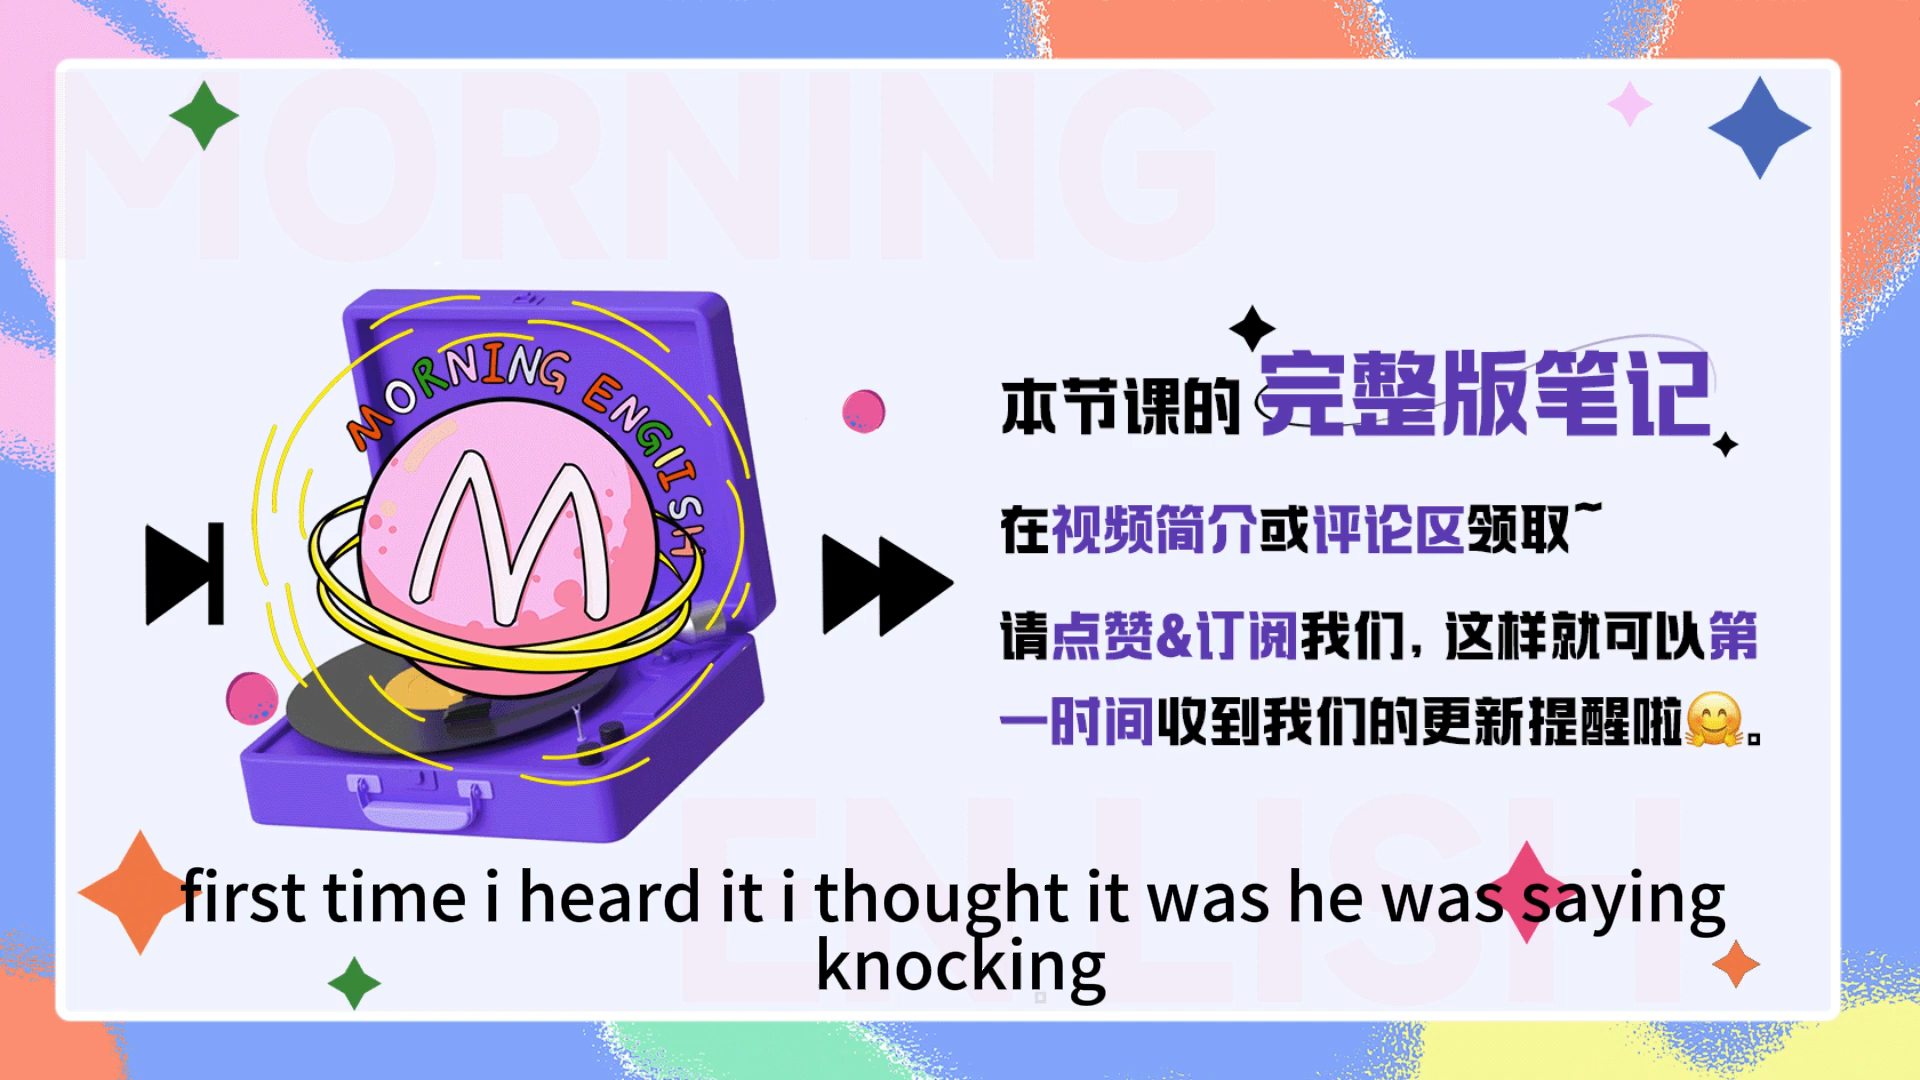 MORNING
MORNING ENGLISH
M
本节课的完整版笔记
在视频简介或评论区领取~
请点赞&订阅我们，这样就可以第
一时间收到我们的更新提醒啦🤗。
EN LISH
first time i heard it i thought it was he was saying
knocking